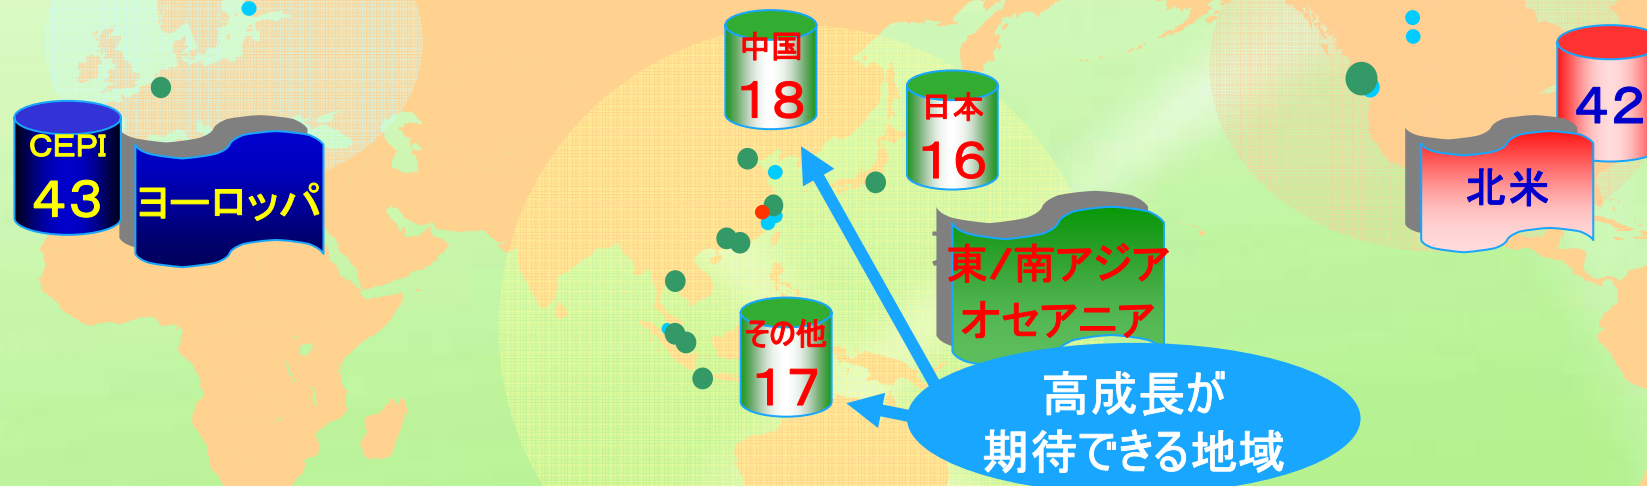 CEPI
43
ヨーロッパ
中国
18
日本
16
東/南アジア
オセアニア
その他
17
高成長が
期待できる地域
42
北米